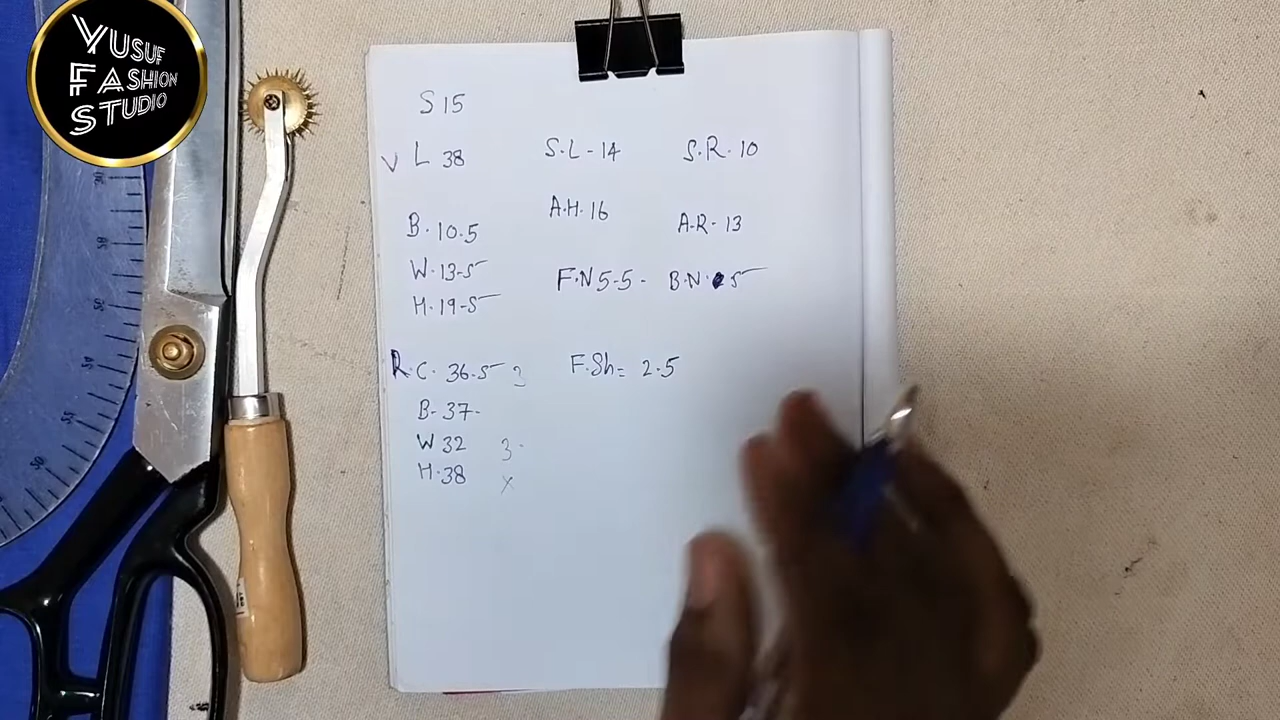 YUSUF
FASHION
STUDIO
S 15
V L 38 S.L - 14 S.R. 10
B. 10.5 A.H. 16 A.R - 13
W. 13-5
H. 19-5 F.N 5-5 - B.N. 5
R. C. 36.5 3 F.Sh = 2.5
B- 37-
W 32 3-
H. 38 x